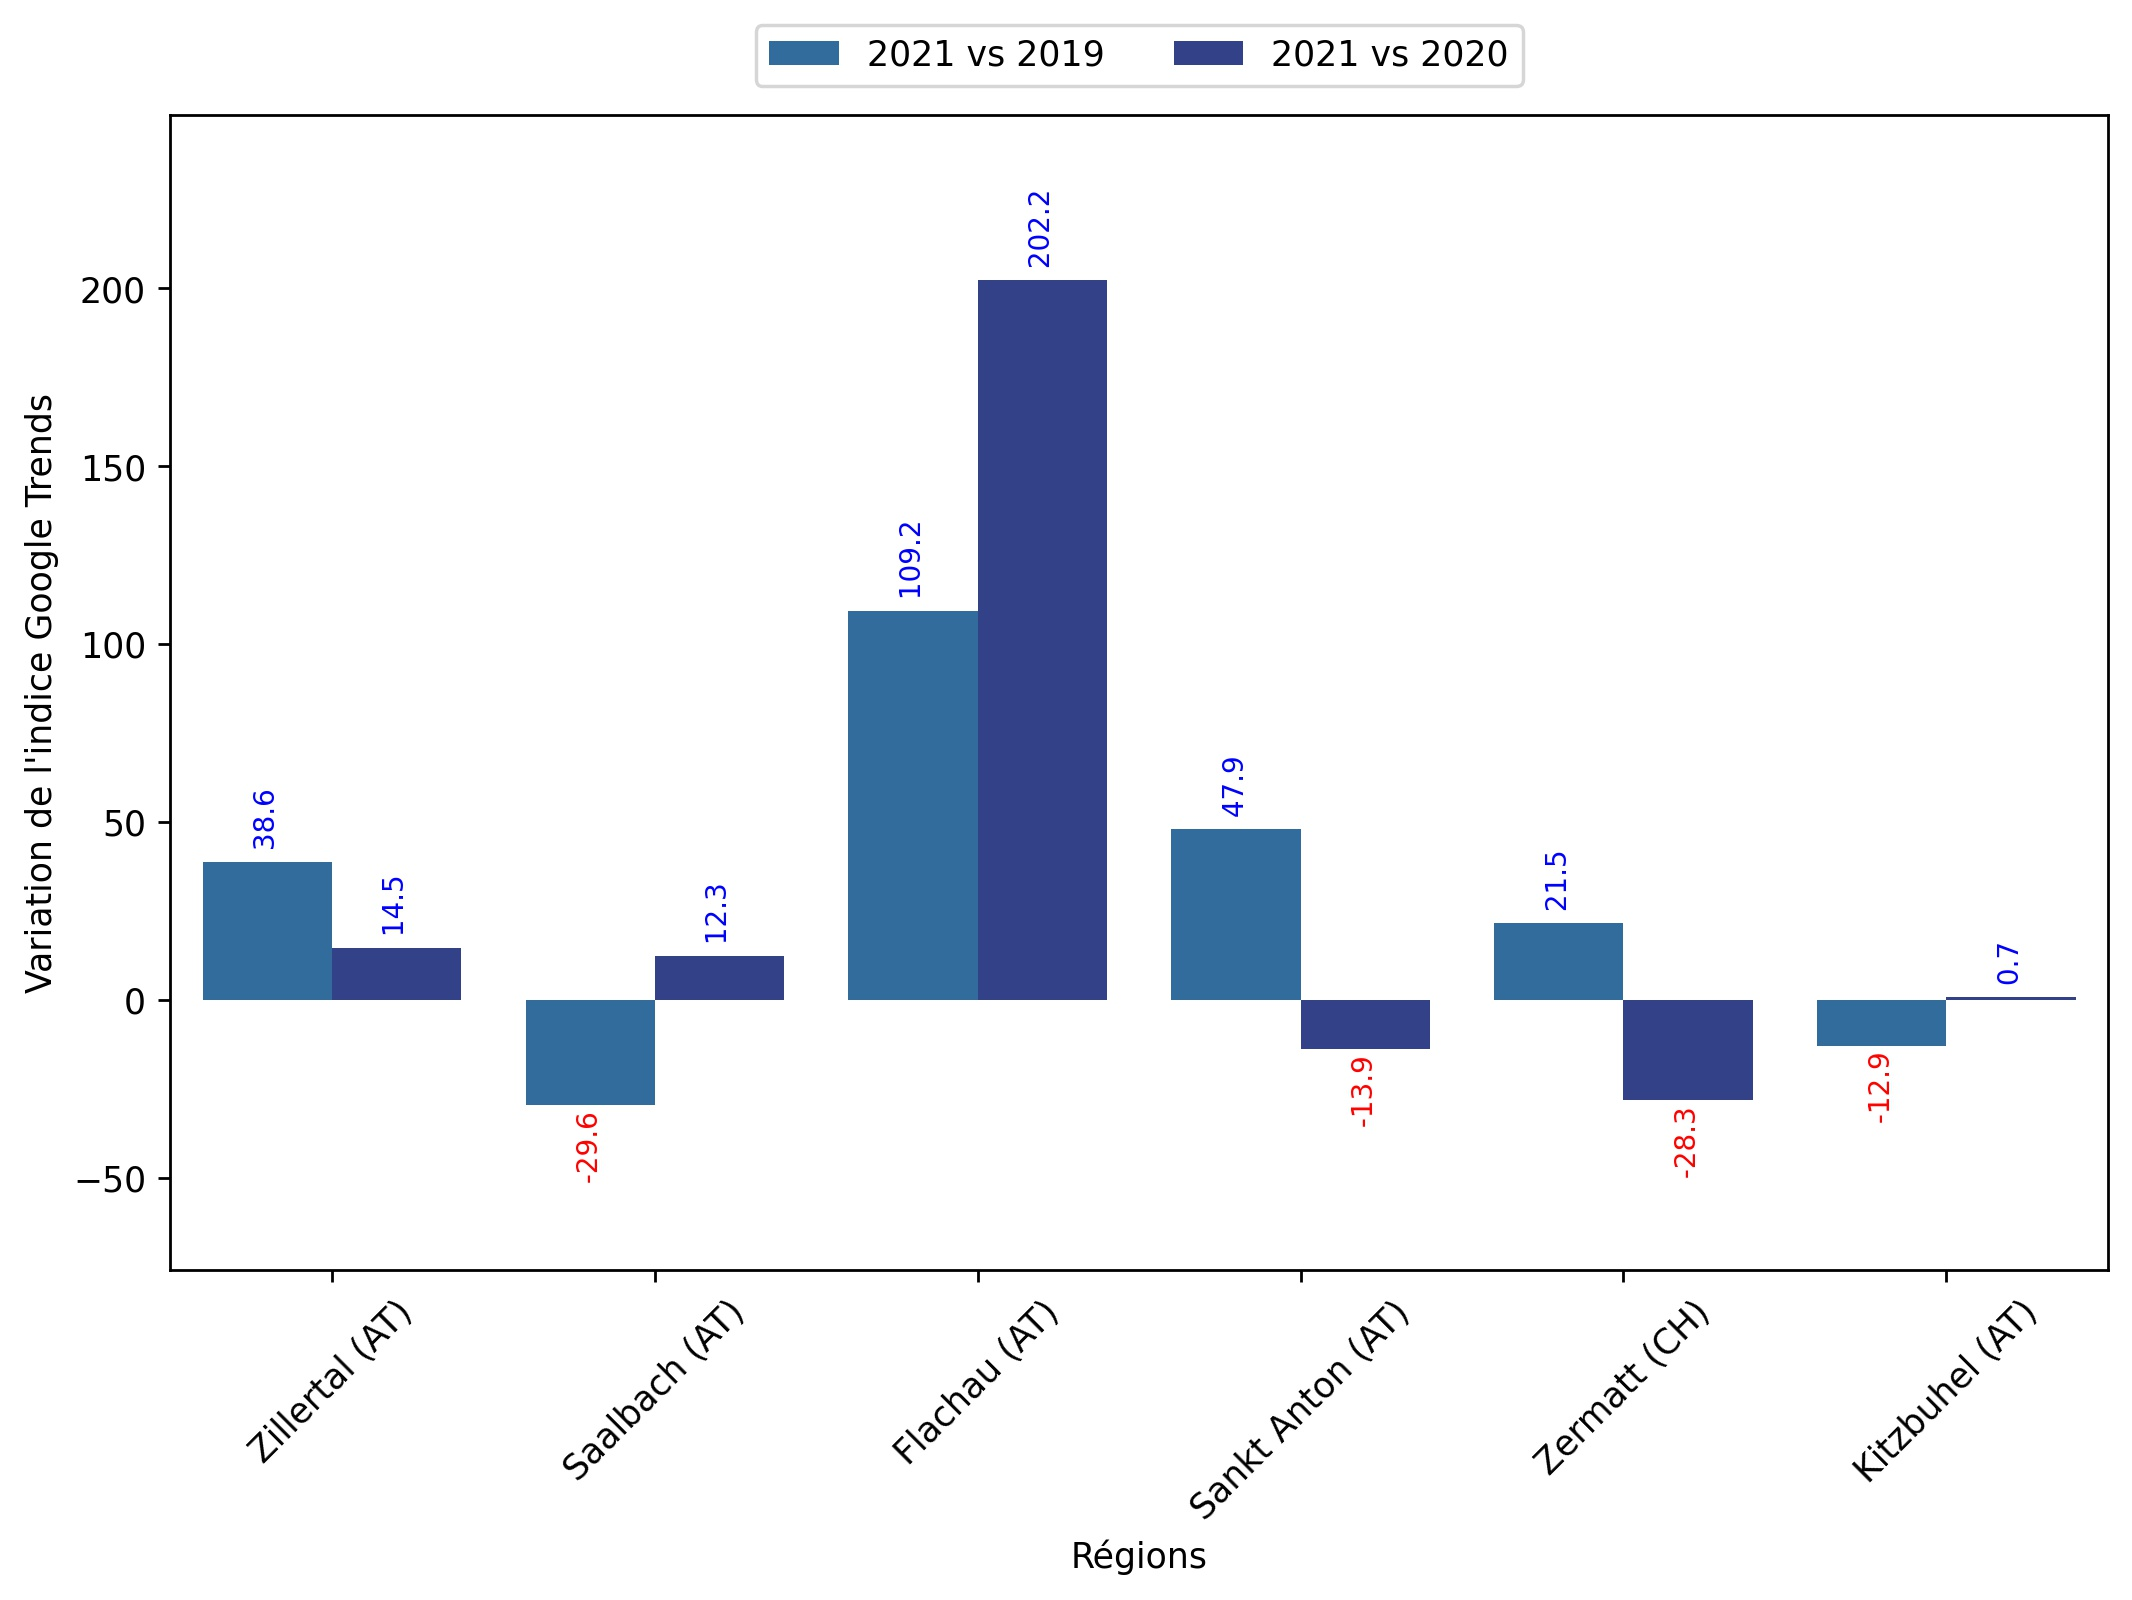 2021 vs 2019
2021 vs 2020
Variation de l'indice Google Trends
200
150
100
50
0
−50
38.6
14.5
-29.6
12.3
109.2
202.2
47.9
-13.9
21.5
-28.3
-12.9
0.7
Zillertal (AT)
Saalbach (AT)
Flachau (AT)
Sankt Anton (AT)
Zermatt (CH)
Kitzbuhel (AT)
Régions